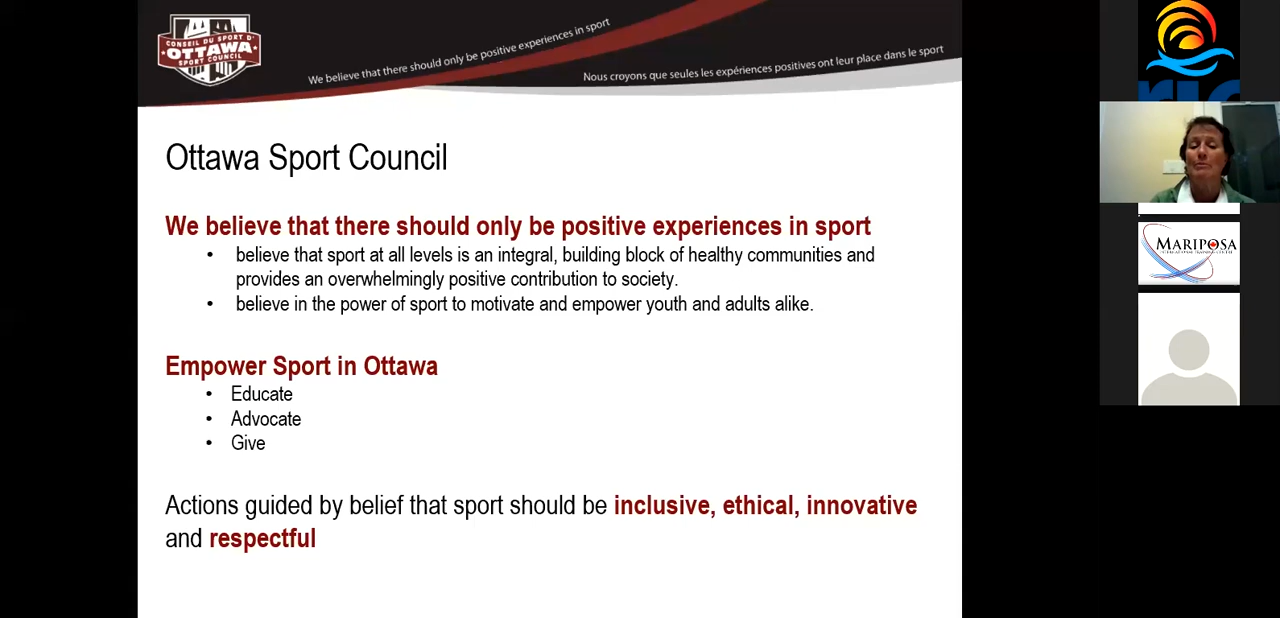 CONSEIL DU SPORT D'
OTTAWA
SPORT COUNCIL
We believe that there should only be positive experiences in sport
Nous croyons que seules les expériences positives ont leur place dans le sport
Ottawa Sport Council
We believe that there should only be positive experiences in sport
• believe that sport at all levels is an integral, building block of healthy communities and
provides an overwhelmingly positive contribution to society.
• believe in the power of sport to motivate and empower youth and adults alike.
Empower Sport in Ottawa
• Educate
• Advocate
• Give
Actions guided by belief that sport should be inclusive, ethical, innovative
and respectful
MARIPOSA
INTERNATIONAL TRAINING CENTRE